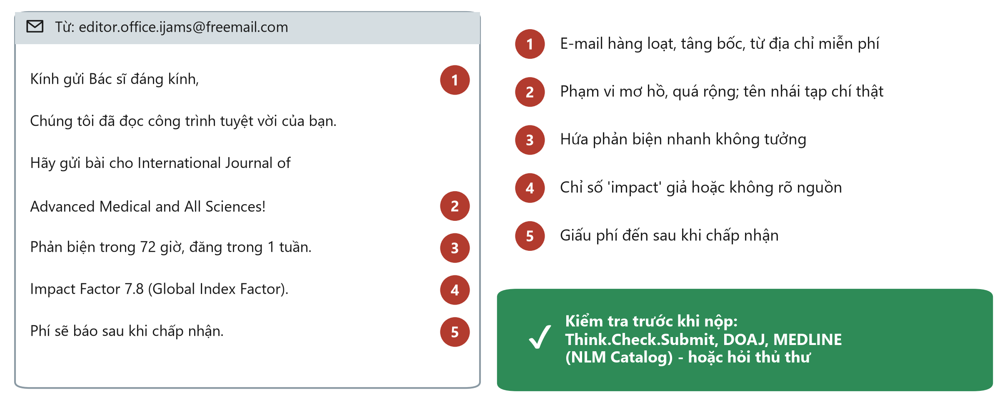 Từ: editor.office.ijams@freemail.com
Kính gửi Bác sĩ đáng kính,
1
Chúng tôi đã đọc công trình tuyệt vời của bạn.
Hãy gửi bài cho International Journal of
Advanced Medical and All Sciences!
2
Phản biện trong 72 giờ, đăng trong 1 tuần.
3
Impact Factor 7.8 (Global Index Factor).
4
Phí sẽ báo sau khi chấp nhận.
5
1 E-mail hàng loạt, tâng bốc, từ địa chỉ miễn phí
2 Phạm vi mơ hồ, quá rộng; tên nhái tạp chí thật
3 Hứa phản biện nhanh không tưởng
4 Chỉ số 'impact' giả hoặc không rõ nguồn
5 Giấu phí đến sau khi chấp nhận
Kiểm tra trước khi nộp:
Think.Check.Submit, DOAJ, MEDLINE
(NLM Catalog) - hoặc hỏi thủ thư